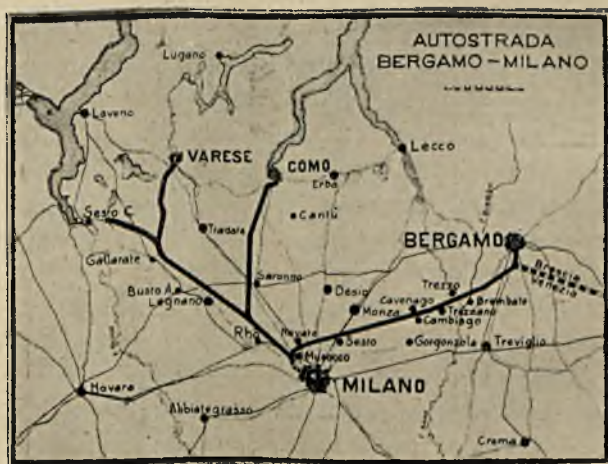 AUTOSTRADA
BERGAMO-MILANO
Lugano
Laveno
VARESE
COMO
Lecco
Erba
Sesto C.
Cantù
Tradate
BERGAMO
Gallarate
Saronno
Brescia
Venezia
Busto A.
Legnano
Desio
Trezzo
Brembate
Monza
Cavenago
Trezzano
Cambiago
Rho
Novate
Sesto
Gorgonzola
Treviglio
Musocco
MILANO
Novara
Abbiategrasso
Crema